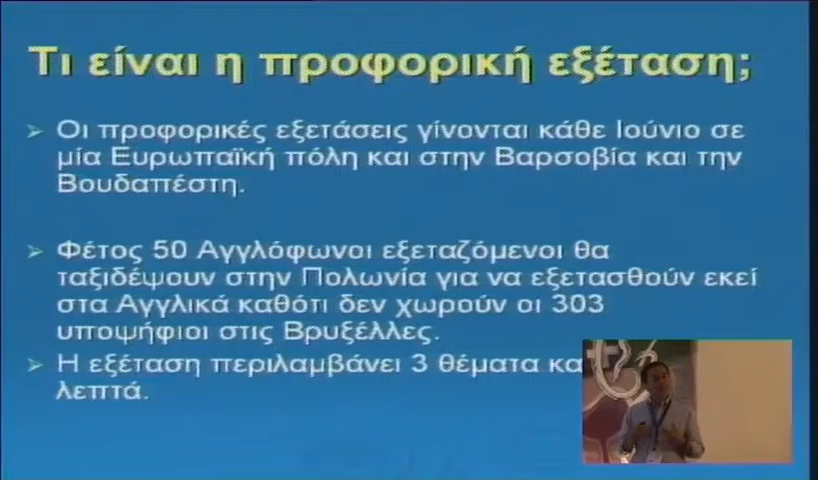 Τι είναι η προφορική εξέταση;
➢ Οι προφορικές εξετάσεις γίνονται κάθε Ιούνιο σε
μία Ευρωπαϊκή πόλη και στην Βαρσοβία και την
Βουδαπέστη.
➢ Φέτος 50 Αγγλόφωνοι εξεταζόμενοι θα
ταξιδέψουν στην Πολωνία για να εξετασθούν εκεί
στα Αγγλικά καθότι δεν χωρούν οι 303
υποψήφιοι στις Βρυξέλλες.
➢ Η εξέταση περιλαμβάνει 3 θέματα κα
λεπτά.